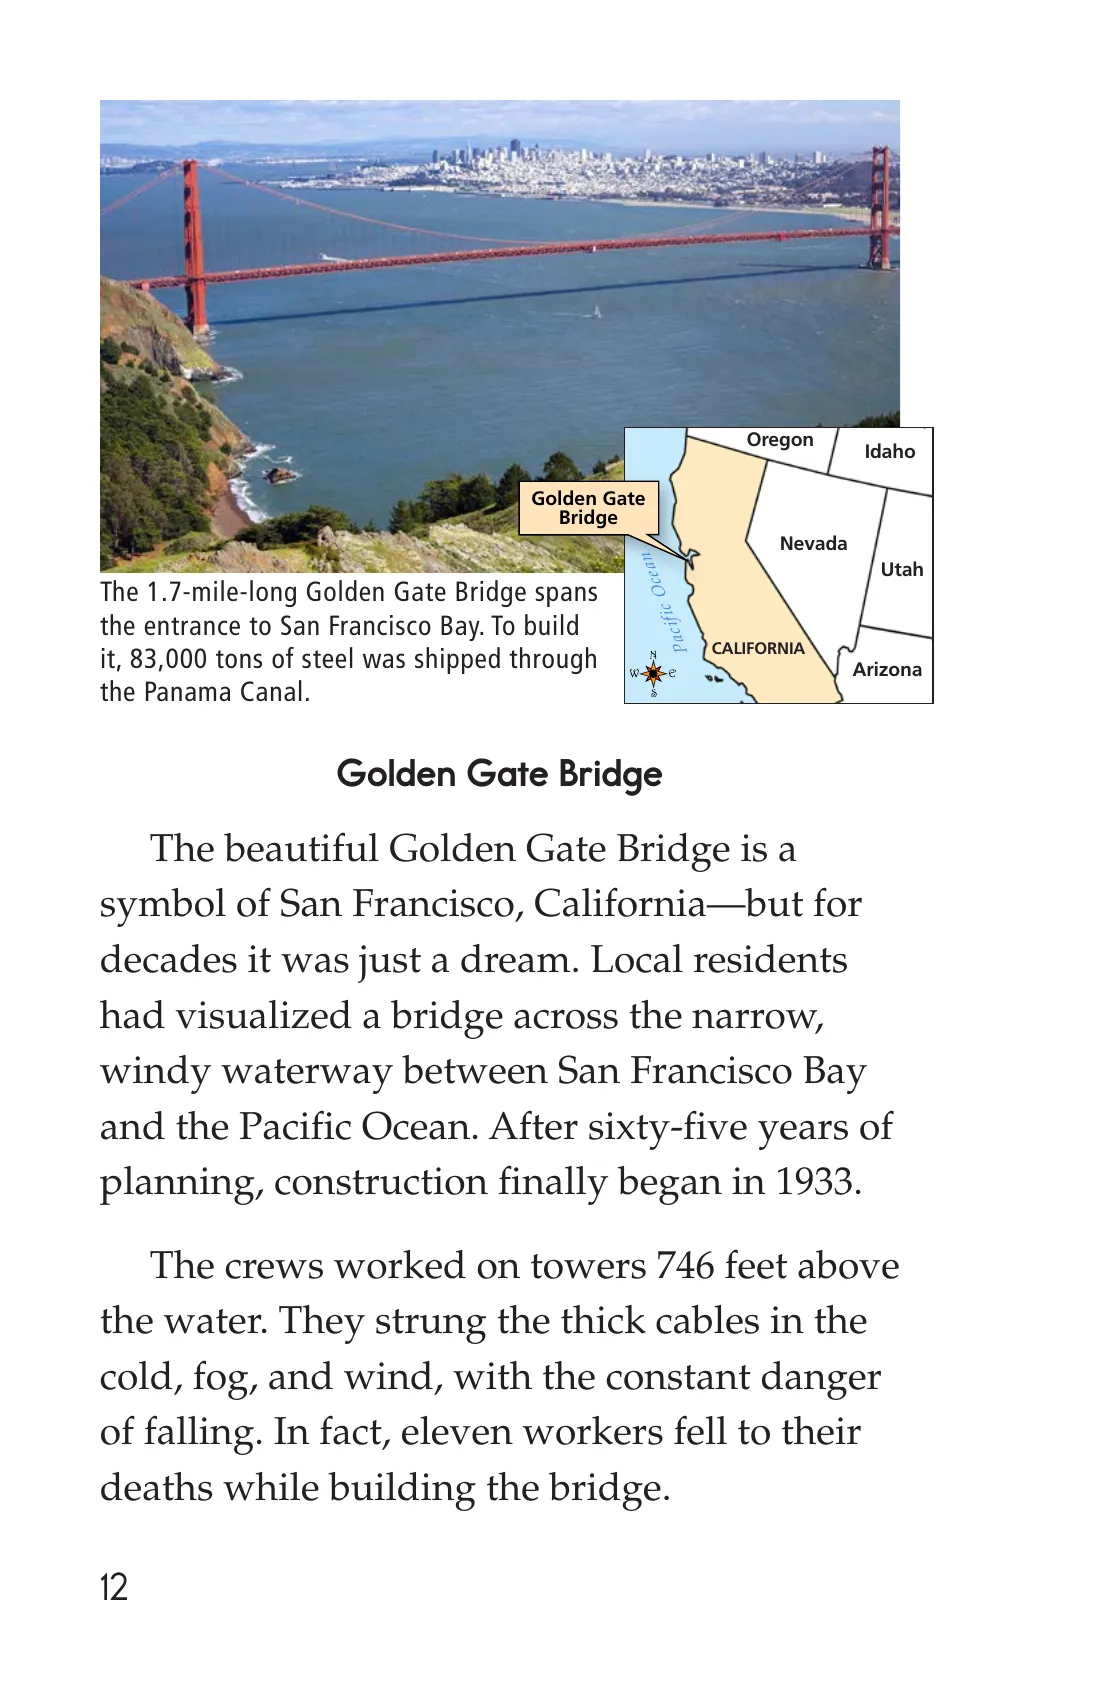 Oregon
Idaho
Golden Gate
Bridge
Nevada
Utah
Pacific Ocean
CALIFORNIA
Arizona
N
W E
S
The 1.7-mile-long Golden Gate Bridge spans
the entrance to San Francisco Bay. To build
it, 83,000 tons of steel was shipped through
the Panama Canal.
Golden Gate Bridge
The beautiful Golden Gate Bridge is a
symbol of San Francisco, California—but for
decades it was just a dream. Local residents
had visualized a bridge across the narrow,
windy waterway between San Francisco Bay
and the Pacific Ocean. After sixty-five years of
planning, construction finally began in 1933.
The crews worked on towers 746 feet above
the water. They strung the thick cables in the
cold, fog, and wind, with the constant danger
of falling. In fact, eleven workers fell to their
deaths while building the bridge.
12